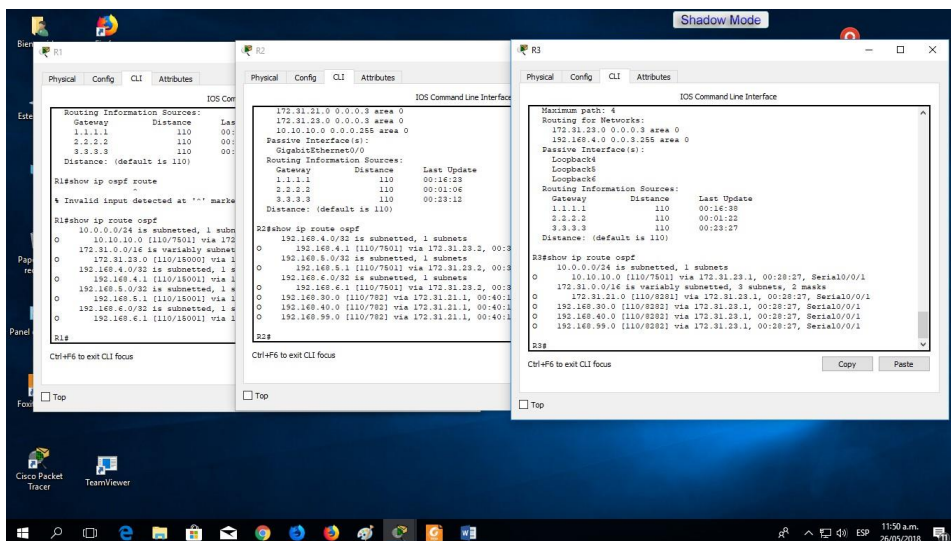 Shadow Mode
R1
Physical Config CLI Attributes
IOS Com
Routing Information Sources:
Gateway Distance Las
1.1.1.1 110 00:
2.2.2.2 110 00:
3.3.3.3 110 00:
Distance: (default is 110)
R1#show ip ospf route
^
% Invalid input detected at '^' marke
R1#show ip route ospf
10.0.0.0/24 is subnetted, 1 subn
O 10.10.10.0 [110/7501] via 172
172.31.0.0/16 is variably subnet
O 172.31.23.0 [110/15000] via 1
192.168.4.0/32 is subnetted, 1 s
O 192.168.4.1 [110/15001] via 1
192.168.5.0/32 is subnetted, 1 s
O 192.168.5.1 [110/15001] via 1
192.168.6.0/32 is subnetted, 1 s
O 192.168.6.1 [110/15001] via 1
R1#
Ctrl+F6 to exit CLI focus
Top
R2
Physical Config CLI Attributes
IOS Command Line Interface
172.31.21.0 0.0.0.3 area 0
172.31.23.0 0.0.0.3 area 0
10.10.10.0 0.0.0.255 area 0
Passive Interface(s):
GigabitEthernet0/0
Routing Information Sources:
Gateway Distance Last Update
1.1.1.1 110 00:16:23
2.2.2.2 110 00:01:06
3.3.3.3 110 00:23:12
Distance: (default is 110)
R2#show ip route ospf
192.168.4.0/32 is subnetted, 1 subnets
O 192.168.4.1 [110/7501] via 172.31.23.2, 00:3
192.168.5.0/32 is subnetted, 1 subnets
O 192.168.5.1 [110/7501] via 172.31.23.2, 00:3
192.168.6.0/32 is subnetted, 1 subnets
O 192.168.6.1 [110/7501] via 172.31.23.2, 00:3
O 192.168.30.0 [110/782] via 172.31.21.1, 00:40:1
O 192.168.40.0 [110/782] via 172.31.21.1, 00:40:1
O 192.168.99.0 [110/782] via 172.31.21.1, 00:40:1
R2#
Ctrl+F6 to exit CLI focus
Top
R3
Physical Config CLI Attributes
IOS Command Line Interface
Maximum path: 4
Routing for Networks:
172.31.23.0 0.0.0.3 area 0
192.168.4.0 0.0.3.255 area 0
Passive Interface(s):
Loopback4
Loopback5
Loopback6
Routing Information Sources:
Gateway Distance Last Update
1.1.1.1 110 00:16:38
2.2.2.2 110 00:01:22
3.3.3.3 110 00:23:27
Distance: (default is 110)
R3#show ip route ospf
10.0.0.0/24 is subnetted, 1 subnets
O 10.10.10.0 [110/7501] via 172.31.23.1, 00:28:27, Serial0/0/1
172.31.0.0/16 is variably subnetted, 3 subnets, 2 masks
O 172.31.21.0 [110/8281] via 172.31.23.1, 00:28:27, Serial0/0/1
O 192.168.30.0 [110/8282] via 172.31.23.1, 00:28:27, Serial0/0/1
O 192.168.40.0 [110/8282] via 172.31.23.1, 00:28:27, Serial0/0/1
O 192.168.99.0 [110/8282] via 172.31.23.1, 00:28:27, Serial0/0/1
R3#
Ctrl+F6 to exit CLI focus
Copy Paste
Top
Bien
Este
Pap
re
Panel
Foxi
Cisco Packet
Tracer
TeamViewer
ESP
11:50 a.m.
26/05/2018